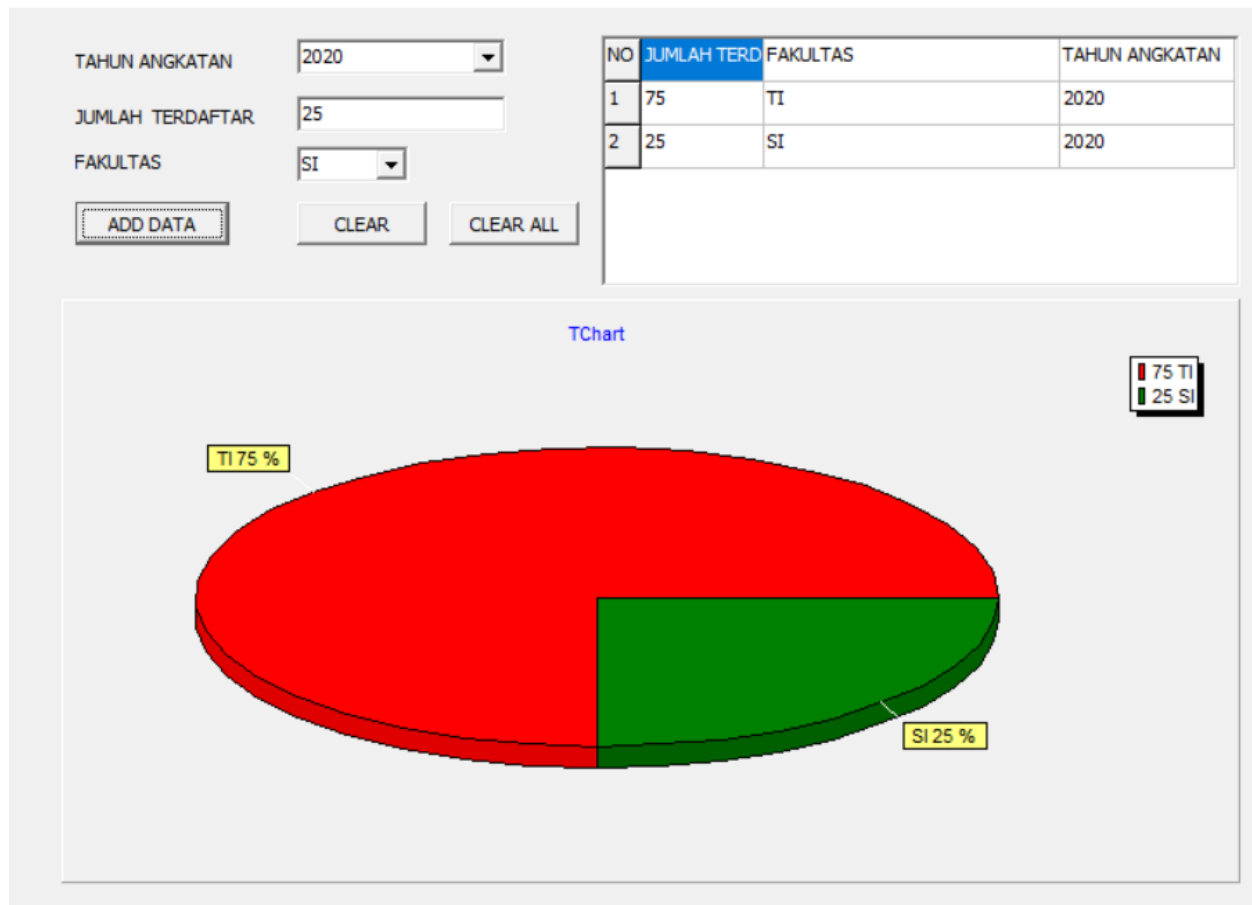 TAHUN ANGKATAN
2020
JUMLAH TERDAFTAR
25
FAKULTAS
SI
ADD DATA
CLEAR
CLEAR ALL
NO JUMLAH TERD FAKULTAS TAHUN ANGKATAN
1 75 TI 2020
2 25 SI 2020
TChart
75 TI
25 SI
TI 75 %
SI 25 %